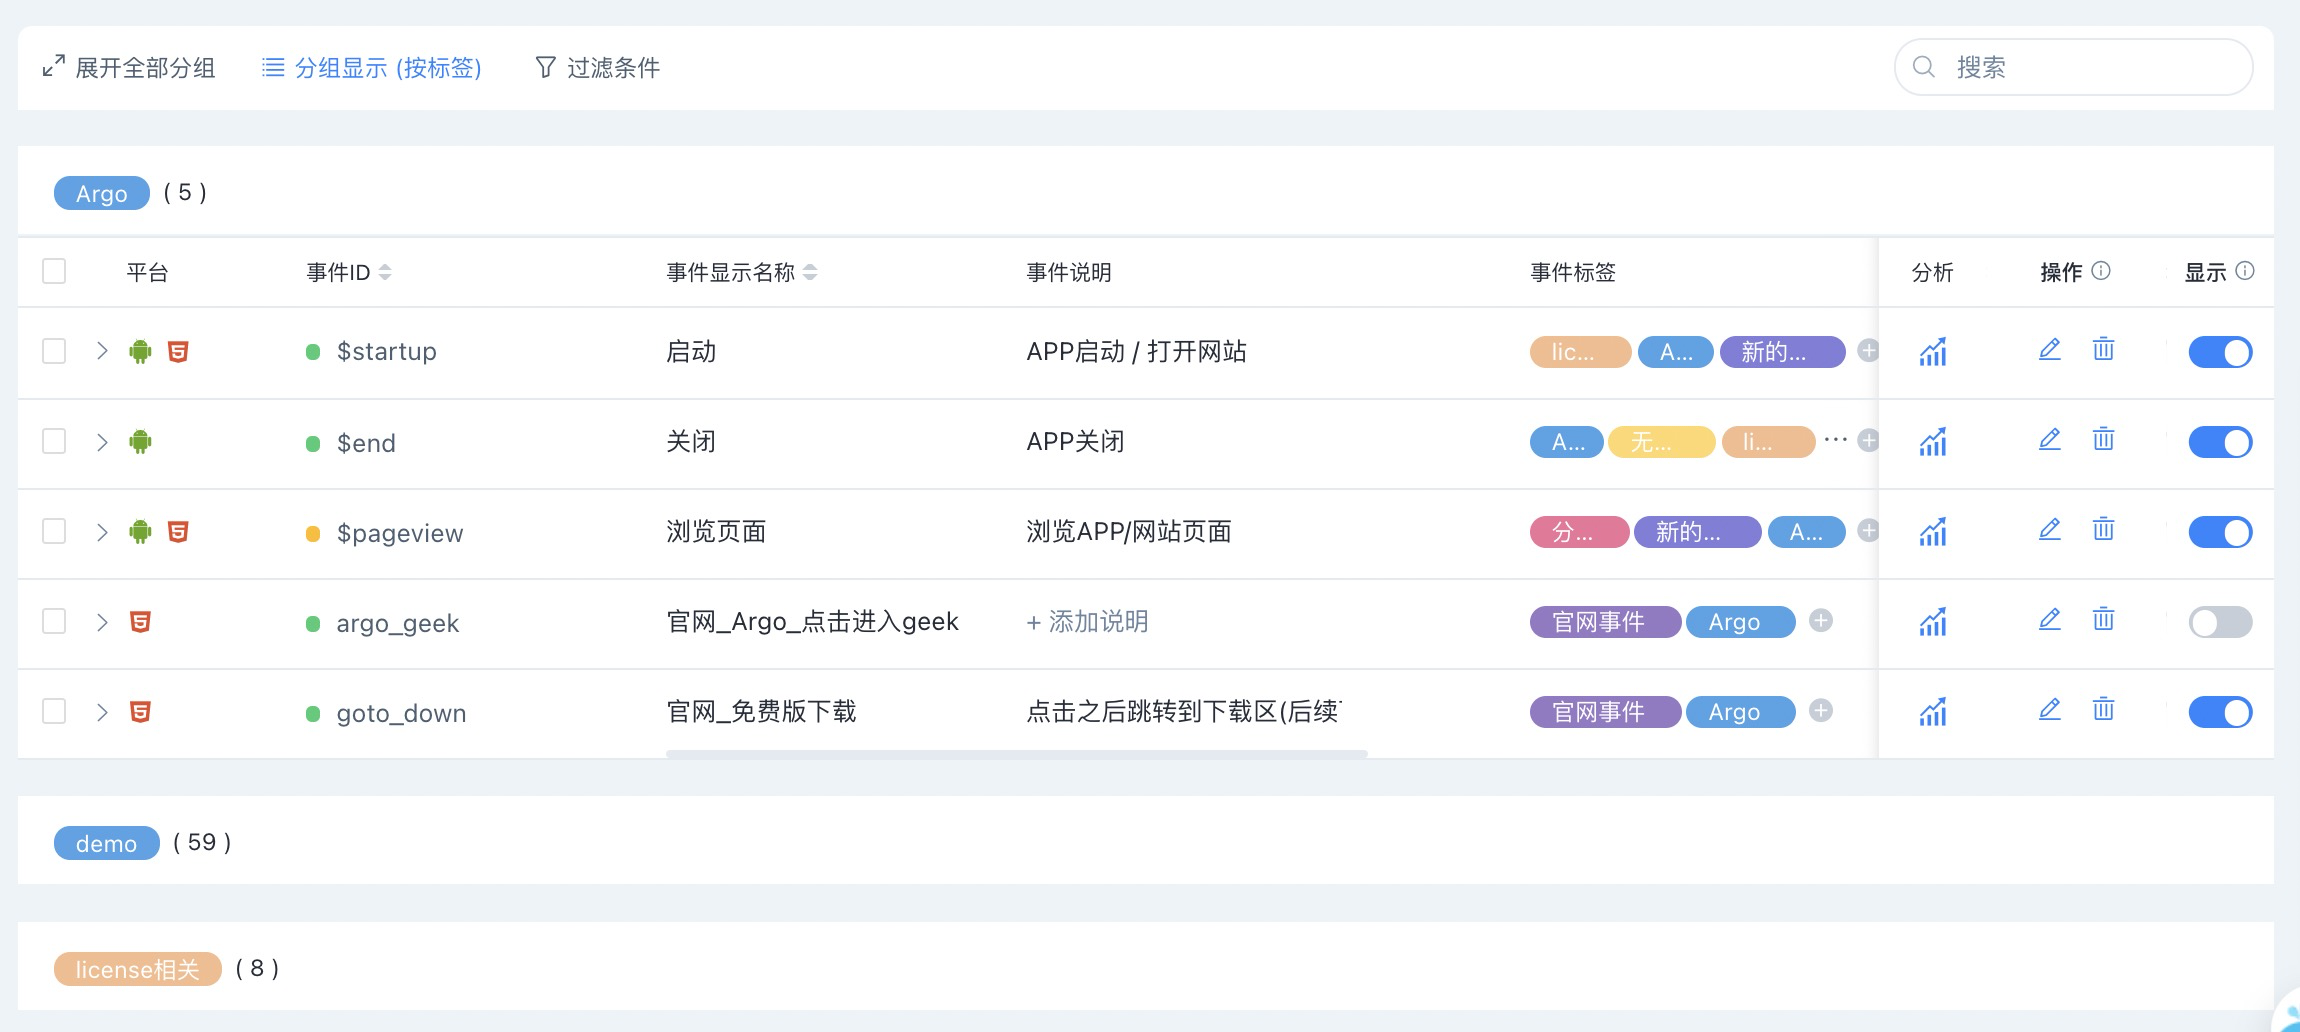 展开全部分组 分组显示 (按标签) 过滤条件 搜索
Argo ( 5 )
平台 事件ID 事件显示名称 事件说明 事件标签 分析 操作 显示
$startup 启动 APP启动 / 打开网站 lic... A... 新的...
$end 关闭 APP关闭 A... 无... li... ...
$pageview 浏览页面 浏览APP/网站页面 分... 新的... A...
argo_geek 官网_Argo_点击进入geek + 添加说明 官网事件 Argo
goto_down 官网_免费版下载 点击之后跳转到下载区(后续 官网事件 Argo
demo ( 59 )
license相关 ( 8 )